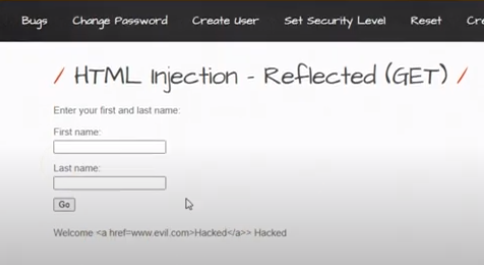 Bugs Change Password Create User Set Security Level Reset Cre
/ HTML Injection - Reflected (GET) /
Enter your first and last name:
First name:
Last name:
Go
Welcome <a href=www.evil.com>Hacked</a>> Hacked